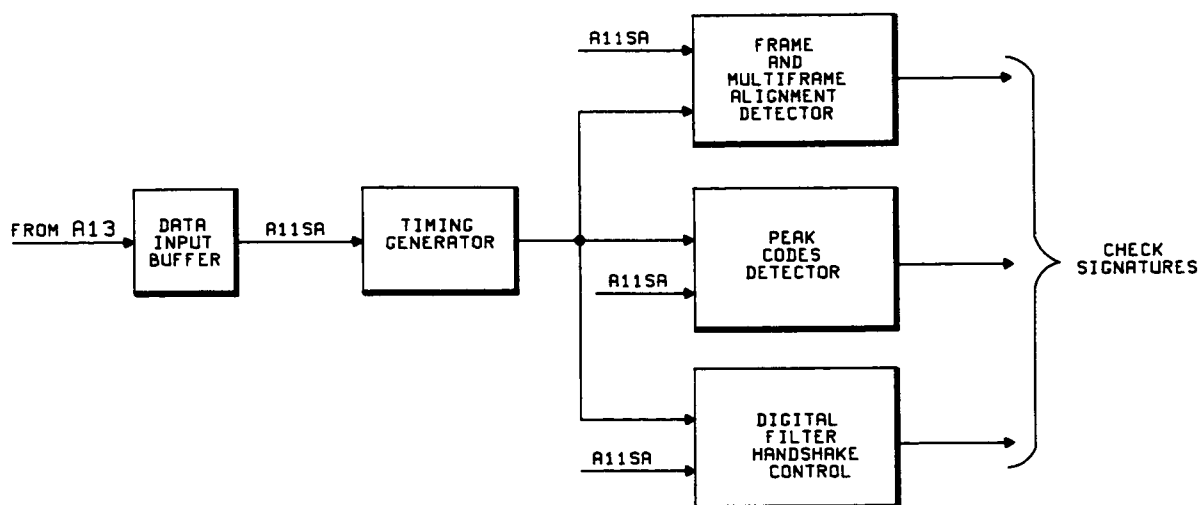 A11SA
FRAME
AND
MULTIFRAME
ALIGNMENT
DETECTOR
FROM A13
DATA
INPUT
BUFFER
A11SA
TIMING
GENERATOR
PEAK
CODES
DETECTOR
A11SA
CHECK
SIGNATURES
DIGITAL
FILTER
HANDSHAKE
CONTROL
A11SA